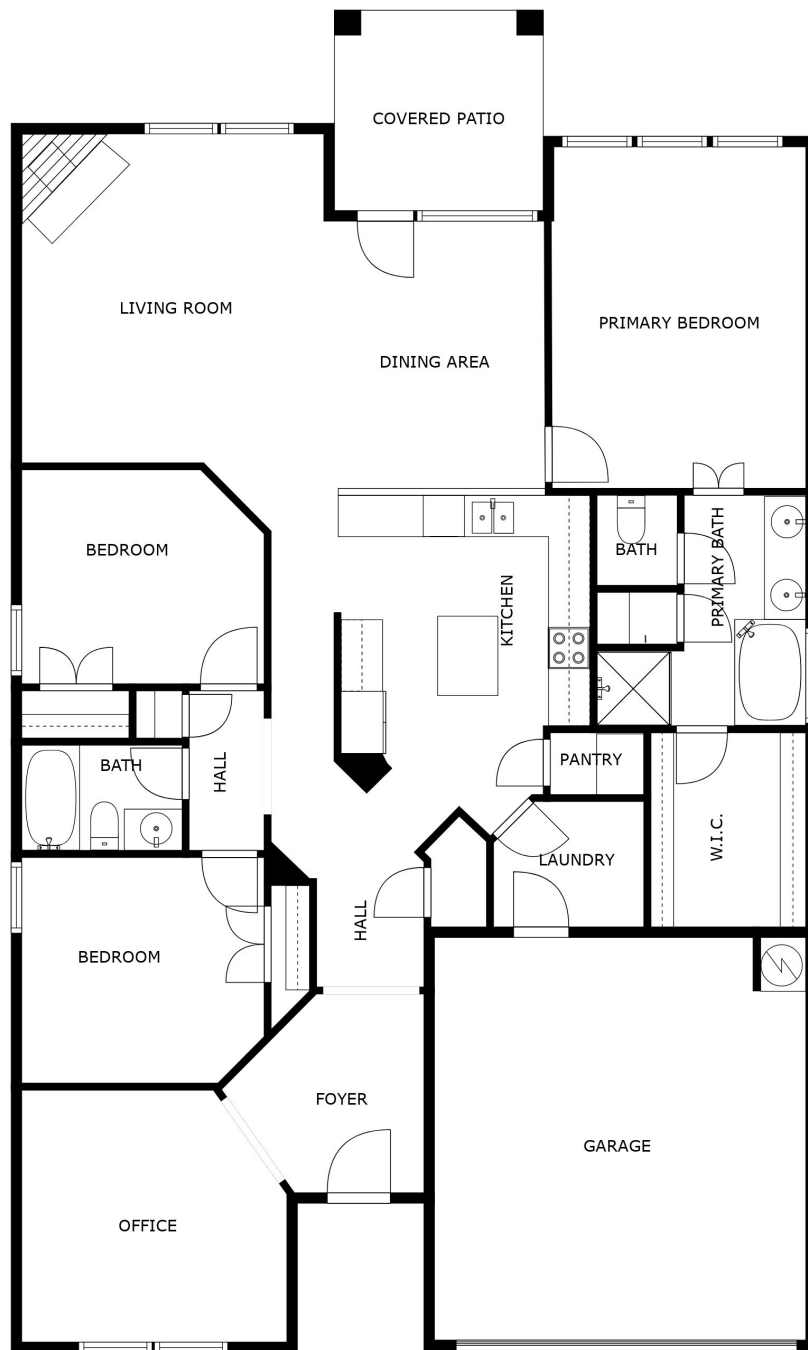 COVERED PATIO
LIVING ROOM
PRIMARY BEDROOM
DINING AREA
BEDROOM
BATH
PRIMARY BATH
KITCHEN
PANTRY
BATH
HALL
W.I.C.
LAUNDRY
HALL
BEDROOM
FOYER
GARAGE
OFFICE